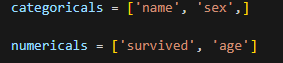 categoricals = ['name', 'sex',]
numericals = ['survived', 'age']